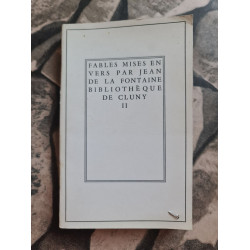 FABLES MISES EN
VERS PAR JEAN
DE LA FONTAINE
BIBLIOTHÈQUE
DE CLUNY
II